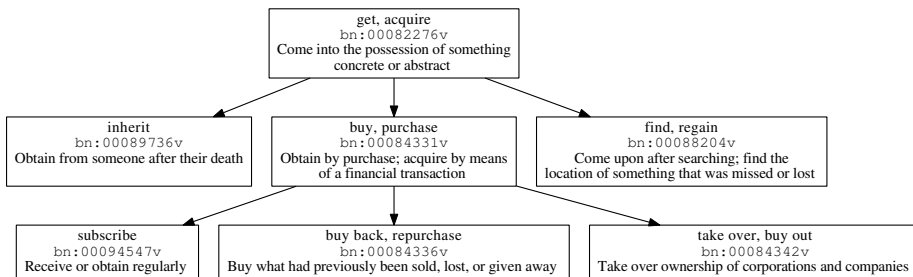 get, acquire
bn:00082276v
Come into the possession of something
concrete or abstract
inherit
bn:00089736v
Obtain from someone after their death
buy, purchase
bn:00084331v
Obtain by purchase; acquire by means
of a financial transaction
find, regain
bn:00088204v
Come upon after searching; find the
location of something that was missed or lost
subscribe
bn:00094547v
Receive or obtain regularly
buy back, repurchase
bn:00084336v
Buy what had previously been sold, lost, or given away
take over, buy out
bn:00084342v
Take over ownership of corporations and companies